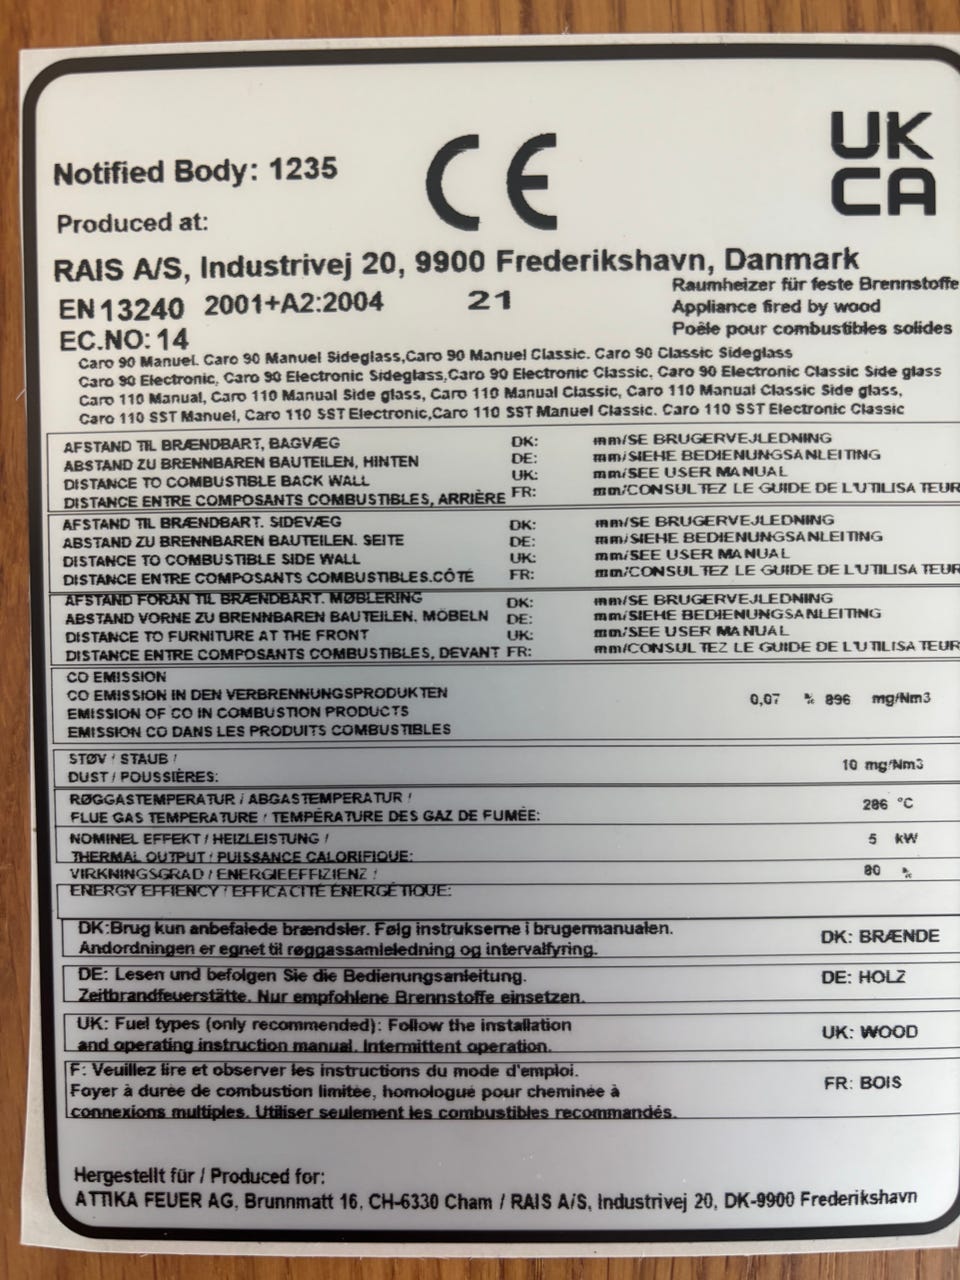 CE
UK
CA
Notified Body: 1235
Produced at:
RAIS A/S, Industrivej 20, 9900 Frederikshavn, Danmark
EN 13240 2001+A2:2004 21
Raumheizer für feste Brennstoffe
Appliance fired by wood
Poêle pour combustibles solides
EC.NO: 14
Caro 90 Manuel. Caro 90 Manuel Sideglass,Caro 90 Manuel Classic. Caro 90 Classic Sideglass
Caro 90 Electronic, Caro 90 Electronic Sideglass,Caro 90 Electronic Classic, Caro 90 Electronic Classic Side glass
Caro 110 Manual, Caro 110 Manual Side glass, Caro 110 Manual Classic, Caro 110 Manual Classic Side glass,
Caro 110 SST Manuel, Caro 110 SST Electronic,Caro 110 SST Manuel Classic. Caro 110 SST Electronic Classic
AFSTAND TIL BRÆNDBART, BAGVÆG DK: mm/SE BRUGERVEJLEDNING
ABSTAND ZU BRENNBAREN BAUTEILEN, HINTEN DE: mm/SIEHE BEDIENUNGSANLEITING
DISTANCE TO COMBUSTIBLE BACK WALL UK: mm/SEE USER MANUAL
DISTANCE ENTRE COMPOSANTS COMBUSTIBLES, ARRIÈRE FR: mm/CONSULTEZ LE GUIDE DE L'UTILISATEUR
AFSTAND TIL BRÆNDBART. SIDEVÆG DK: mm/SE BRUGERVEJLEDNING
ABSTAND ZU BRENNBAREN BAUTEILEN. SEITE DE: mm/SIEHE BEDIENUNGSANLEITING
DISTANCE TO COMBUSTIBLE SIDE WALL UK: mm/SEE USER MANUAL
DISTANCE ENTRE COMPOSANTS COMBUSTIBLES.CÔTÉ FR: mm/CONSULTEZ LE GUIDE DE L'UTILISATEUR
AFSTAND FORAN TIL BRÆNDBART. MØBLERING DK: mm/SE BRUGERVEJLEDNING
ABSTAND VORNE ZU BRENNBAREN BAUTEILEN. MÖBELN DE: mm/SIEHE BEDIENUNGSANLEITING
DISTANCE TO FURNITURE AT THE FRONT UK: mm/SEE USER MANUAL
DISTANCE ENTRE COMPOSANTS COMBUSTIBLES, DEVANT FR: mm/CONSULTEZ LE GUIDE DE L'UTILISATEUR
CO EMISSION
CO EMISSION IN DEN VERBRENNUNGSPRODUKTEN 0,07 % 896 mg/Nm3
EMISSION OF CO IN COMBUSTION PRODUCTS
EMISSION CO DANS LES PRODUITS COMBUSTIBLES
STØV / STAUB /
DUST / POUSSIÈRES: 10 mg/Nm3
RØGGASTEMPERATUR / ABGASTEMPERATUR /
FLUE GAS TEMPERATURE / TEMPÉRATURE DES GAZ DE FUMÉE: 286 °C
NOMINEL EFFEKT / HEIZLEISTUNG / 5 kW
THERMAL OUTPUT / PUISSANCE CALORIFIQUE:
VIRKNINGSGRAD / ENERGIEEFFIZIENZ / 80 %
ENERGY EFFIENCY / EFFICACITÉ ÉNERGÉTIQUE:
DK:Brug kun anbefalede brændsler. Følg instrukserne i brugermanualen.
Andordningen er egnet til røggassamleledning og intervalfyring.
DK: BRÆNDE
DE: Lesen und befolgen Sie die Bedienungsanleitung.
Zeitbrandfeuerstätte. Nur empfohlene Brennstoffe einsetzen.
DE: HOLZ
UK: Fuel types (only recommended): Follow the installation
and operating instruction manual. Intermittent operation.
UK: WOOD
F: Veuillez lire et observer les instructions du mode d'emploi.
Foyer à durée de combustion limitée, homologué pour cheminée à
connexions multiples. Utiliser seulement les combustibles recommandés.
FR: BOIS
Hergestellt für / Produced for:
ATTIKA FEUER AG, Brunnmatt 16, CH-6330 Cham / RAIS A/S, Industrivej 20, DK-9900 Frederikshavn